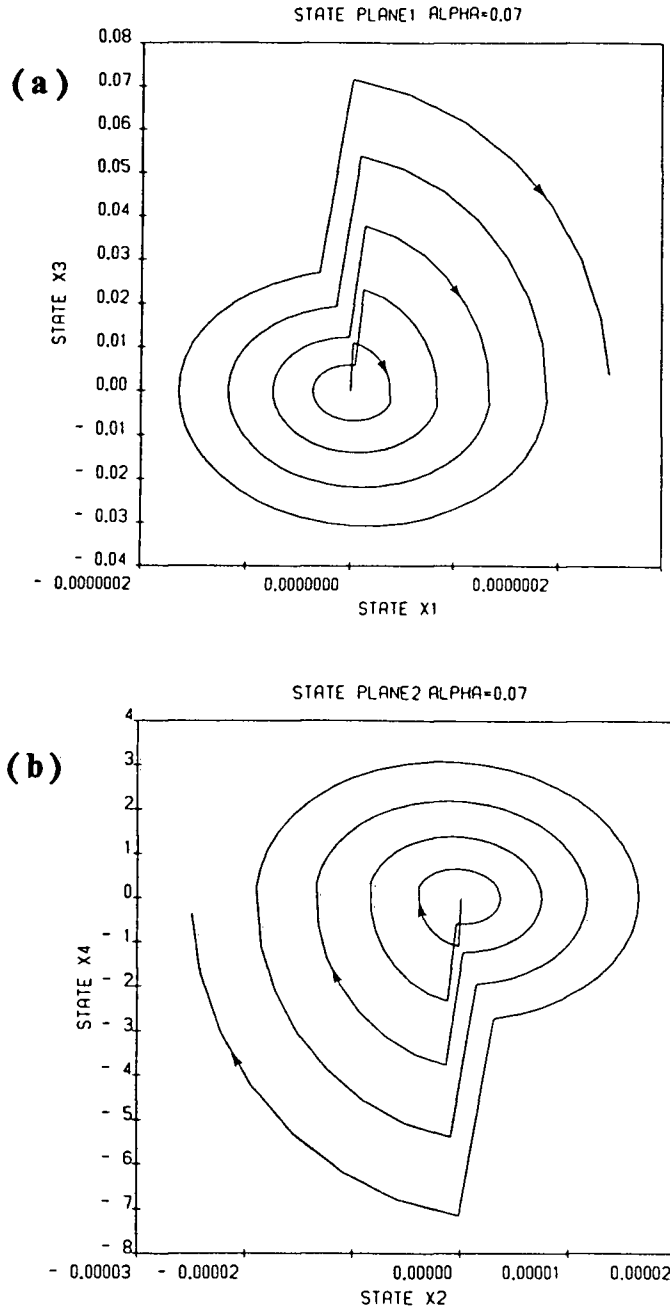 STATE PLANE1 ALPHA=0.07
(a)
0.08
0.07
0.06
0.05
0.04
0.03
0.02
0.01
0.00
- 0.01
- 0.02
- 0.03
- 0.04
STATE X3
- 0.0000002 0.0000000 0.0000002
STATE X1
STATE PLANE2 ALPHA=0.07
(b)
4
3
2
1
0
- 1
- 2
- 3
- 4
- 5
- 6
- 7
- 8
STATE X4
- 0.00003 - 0.00002 0.00000 0.00001 0.00002
STATE X2